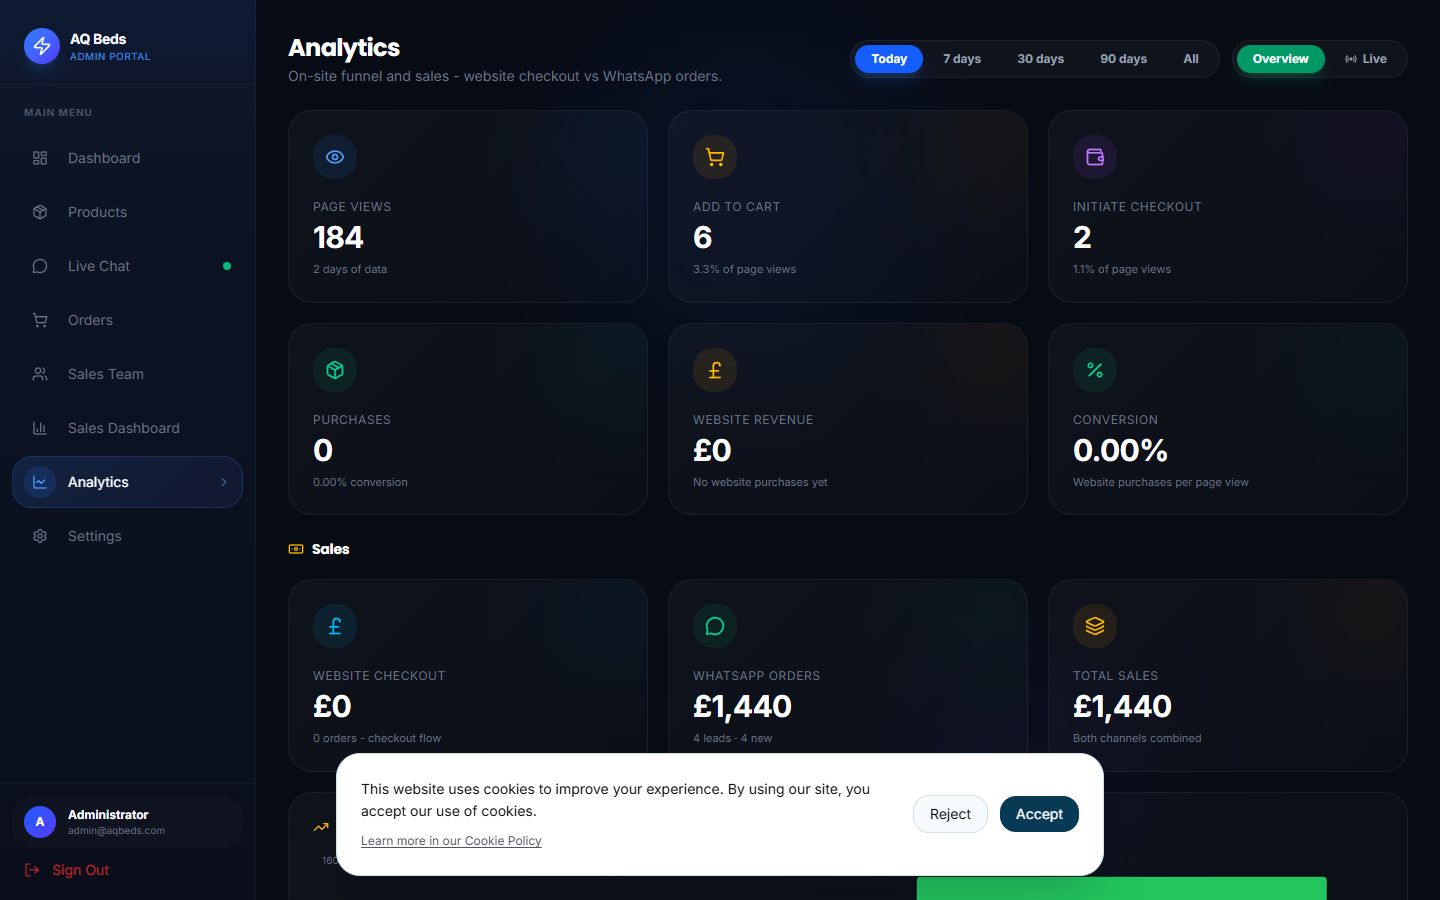 AQ Beds
ADMIN PORTAL
MAIN MENU
Dashboard
Products
Live Chat
Orders
Sales Team
Sales Dashboard
Analytics
Settings
A
Administrator
admin@aqbeds.com
Sign Out
Analytics
On-site funnel and sales - website checkout vs WhatsApp orders.
Today
7 days
30 days
90 days
All
Overview
Live
PAGE VIEWS
184
2 days of data
ADD TO CART
6
3.3% of page views
INITIATE CHECKOUT
2
1.1% of page views
PURCHASES
0
0.00% conversion
WEBSITE REVENUE
£0
No website purchases yet
CONVERSION
0.00%
Website purchases per page view
Sales
WEBSITE CHECKOUT
£0
0 orders - checkout flow
WHATSAPP ORDERS
£1,440
4 leads · 4 new
TOTAL SALES
£1,440
Both channels combined
160
This website uses cookies to improve your experience. By using our site, you
accept our use of cookies.
Learn more in our Cookie Policy
Reject
Accept